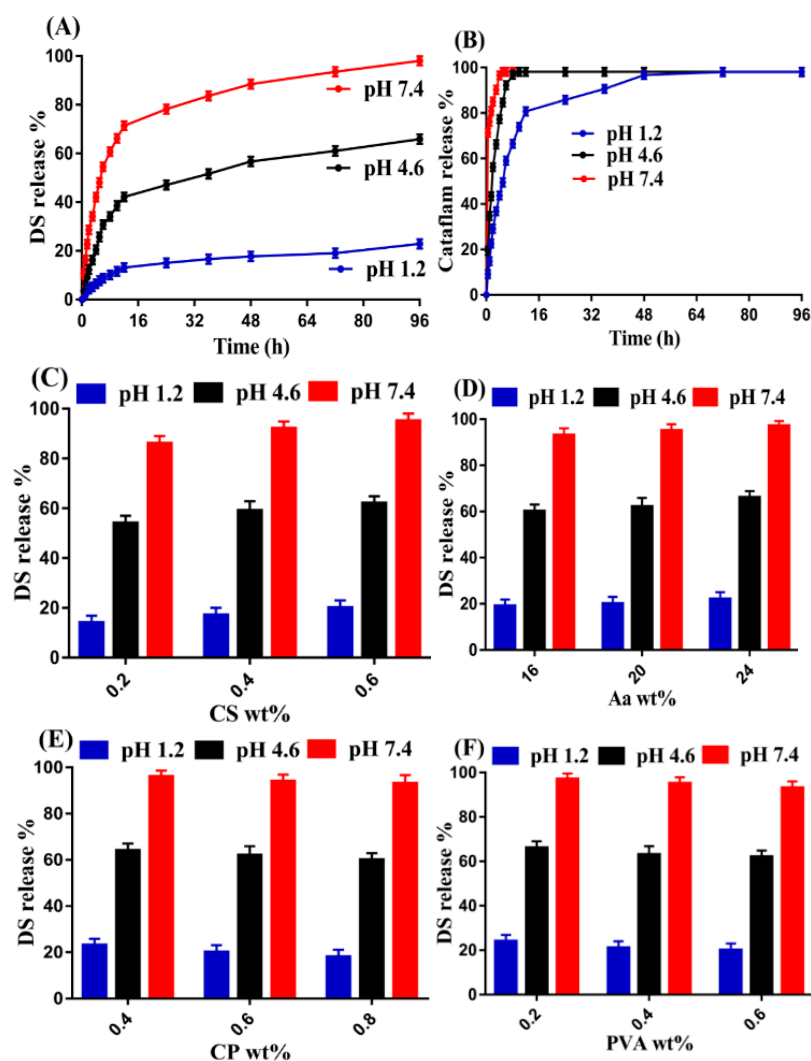 (A)
DS release %
100
80
60
40
20
0
pH 7.4
pH 4.6
pH 1.2
0 16 32 48 64 80 96
Time (h)
(B)
Cataflam release %
100
80
60
40
20
0
pH 1.2
pH 4.6
pH 7.4
0 16 32 48 64 80 96
Time (h)
(C)
pH 1.2 pH 4.6 pH 7.4
DS release %
100
80
60
40
20
0
0.2 0.4 0.6
CS wt%
(D)
pH 1.2 pH 4.6 pH 7.4
DS release %
100
80
60
40
20
0
16 20 24
Aa wt%
(E)
pH 1.2 pH 4.6 pH 7.4
DS release %
100
80
60
40
20
0
0.4 0.6 0.8
CP wt%
(F)
pH 1.2 pH 4.6 pH 7.4
DS release %
100
80
60
40
20
0
0.2 0.4 0.6
PVA wt%